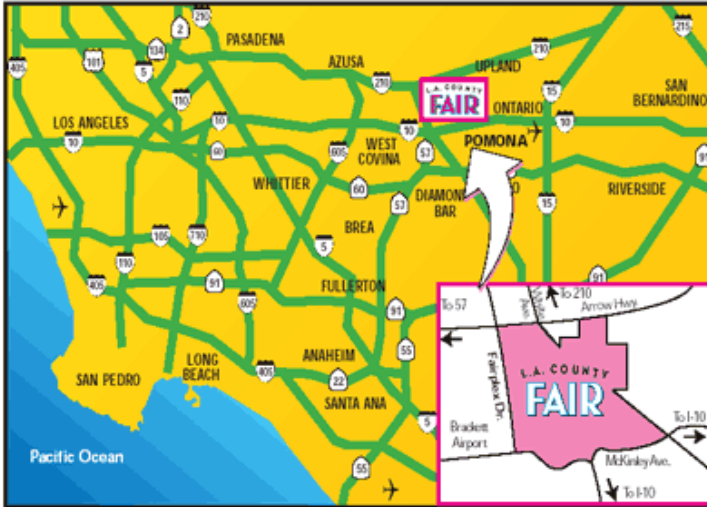 2
210
PASADENA
134
101
5
405
110
AZUSA
210
UPLAND
210
215
L.A. COUNTY
FAIR
15
SAN
BERNARDINO
ONTARIO
LOS ANGELES
10
10
10
10
60
605
WEST
COVINA
57
POMONA
91
WHITTIER
60
57
DIAMOND
BAR
RIVERSIDE
15
BREA
105
710
5
110
405
91
605
FULLERTON
91
91
55
SAN PEDRO
LONG
BEACH
405
ANAHEIM
22
SANTA ANA
5
55
Pacific Ocean
To 57
White
Ave.
To 210
Arrow Hwy.
Fairplex Dr.
L.A. COUNTY
FAIR
Brackett
Airport
To I-10
McKinley Ave.
To I-10